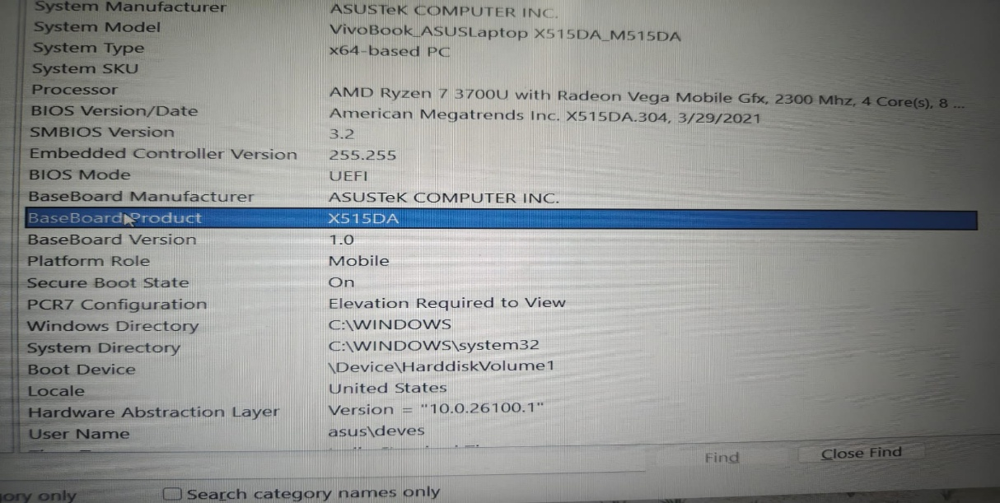 System Manufacturer ASUSTeK COMPUTER INC.
System Model VivoBook_ASUSLaptop X515DA_M515DA
System Type x64-based PC
System SKU
Processor AMD Ryzen 7 3700U with Radeon Vega Mobile Gfx, 2300 Mhz, 4 Core(s), 8 ...
BIOS Version/Date American Megatrends Inc. X515DA.304, 3/29/2021
SMBIOS Version 3.2
Embedded Controller Version 255.255
BIOS Mode UEFI
BaseBoard Manufacturer ASUSTeK COMPUTER INC.
BaseBoard Product X515DA
BaseBoard Version 1.0
Platform Role Mobile
Secure Boot State On
PCR7 Configuration Elevation Required to View
Windows Directory C:\WINDOWS
System Directory C:\WINDOWS\system32
Boot Device \Device\HarddiskVolume1
Locale United States
Hardware Abstraction Layer Version = "10.0.26100.1"
User Name asus\deves
Find Close Find
only Search category names only